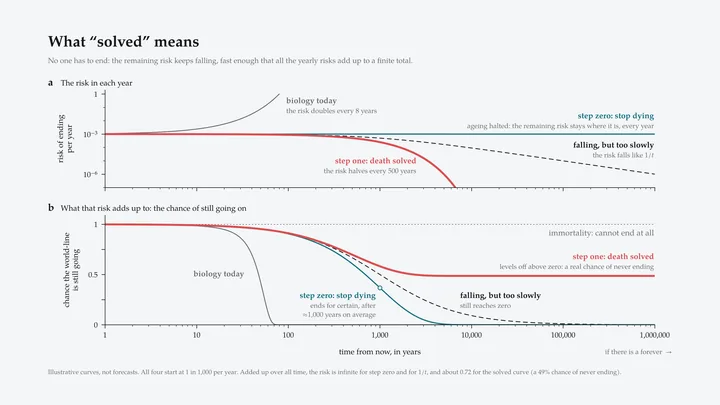 What “solved” means
No one has to end: the remaining risk keeps falling, fast enough that all the yearly risks add up to a finite total.
a The risk in each year
1
10⁻³
10⁻⁶
risk of ending
per year
biology today
the risk doubles every 8 years
step zero: stop dying
ageing halted: the remaining risk stays where it is, every year
falling, but too slowly
the risk falls like 1/t
step one: death solved
the risk halves every 500 years
b What that risk adds up to: the chance of still going on
1
0.5
0
chance the world-line
is still going
immortality: cannot end at all
step one: death solved
levels off above zero: a real chance of never ending
biology today
step zero: stop dying
ends for certain, after
≈1,000 years on average
falling, but too slowly
still reaches zero
1 10 100 1,000 10,000 100,000 1,000,000
time from now, in years
if there is a forever →
Illustrative curves, not forecasts. All four start at 1 in 1,000 per year. Added up over all time, the risk is infinite for step zero and for 1/t, and about 0.72 for the solved curve (a 49% chance of never ending).